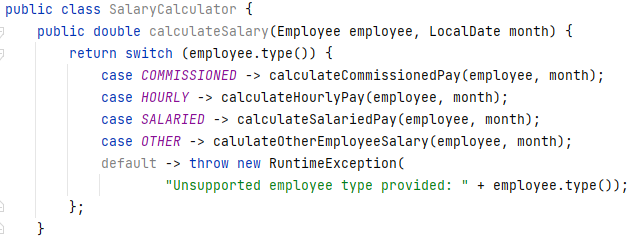 public class SalaryCalculator {
public double calculateSalary(Employee employee, LocalDate month) {
return switch (employee.type()) {
case COMMISSIONED -> calculateCommissionedPay(employee, month);
case HOURLY -> calculateHourlyPay(employee, month);
case SALARIED -> calculateSalariedPay(employee, month);
case OTHER -> calulateOtherEmployeeSalary(employee, month);
default -> throw new RuntimeException(
"Unsupported employee type provided: " + employee.type());
};
}